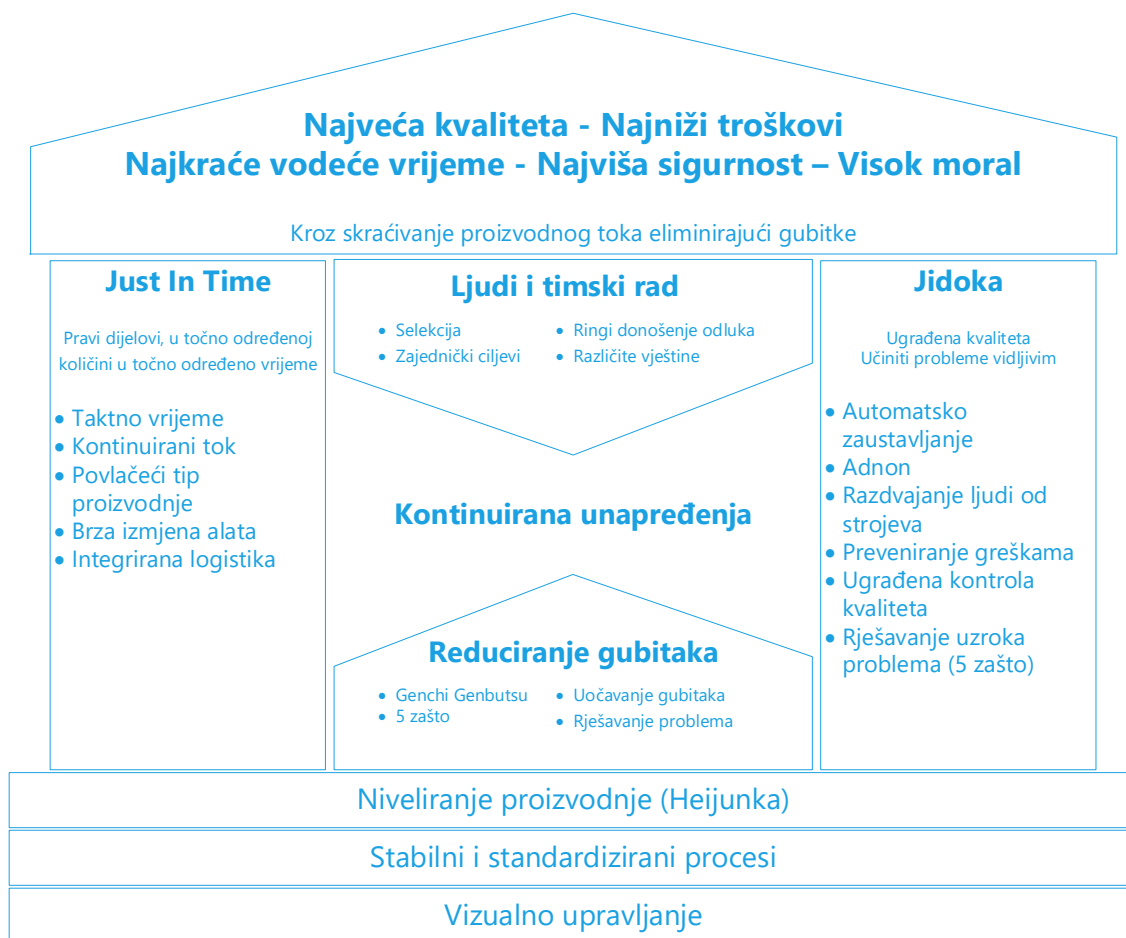 Najveća kvaliteta - Najniži troškovi
Najkraće vodeće vrijeme - Najviša sigurnost – Visok moral
Kroz skraćivanje proizvodnog toka eliminirajući gubitke
Just In Time
Pravi dijelovi, u točno određenoj
količini u točno određeno vrijeme
• Taktno vrijeme
• Kontinuirani tok
• Povlačeći tip
proizvodnje
• Brza izmjena alata
• Integrirana logistika
Ljudi i timski rad
• Selekcija
• Zajednički ciljevi
• Ringi donošenje odluka
• Različite vještine
Kontinuirana unapređenja
Reduciranje gubitaka
• Genchi Genbutsu
• 5 zašto
• Uočavanje gubitaka
• Rješavanje problema
Jidoka
Ugrađena kvaliteta
Učiniti probleme vidljivim
• Automatsko
zaustavljanje
• Adnon
• Razdvajanje ljudi od
strojeva
• Preveniranje greškama
• Ugrađena kontrola
kvaliteta
• Rješavanje uzroka
problema (5 zašto)
Niveliranje proizvodnje (Heijunka)
Stabilni i standardizirani procesi
Vizualno upravljanje